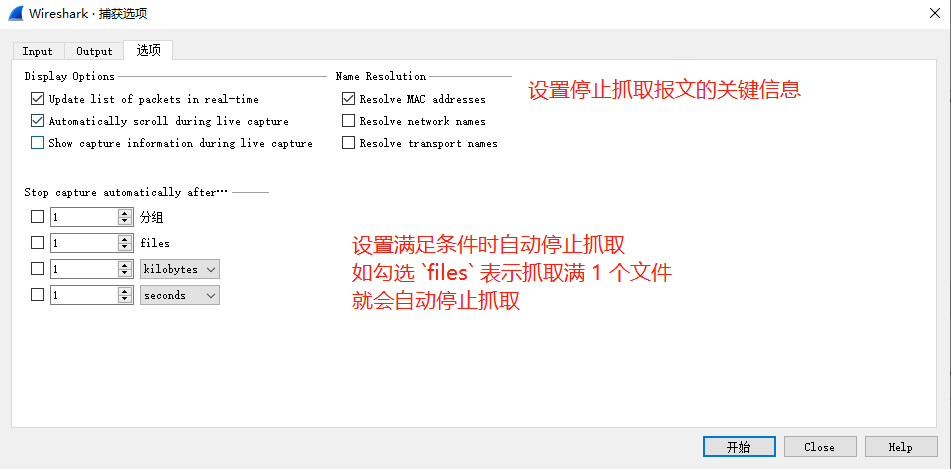 Wireshark · 捕获选项
Input Output 选项
Display Options
Update list of packets in real-time
Automatically scroll during live capture
Show capture information during live capture
Name Resolution
Resolve MAC addresses
Resolve network names
Resolve transport names
设置停止抓取报文的关键信息
Stop capture automatically after…
1 分组
1 files
1 kilobytes
1 seconds
设置满足条件时自动停止抓取
如勾选 `files` 表示抓取满 1 个文件
就会自动停止抓取
开始 Close Help